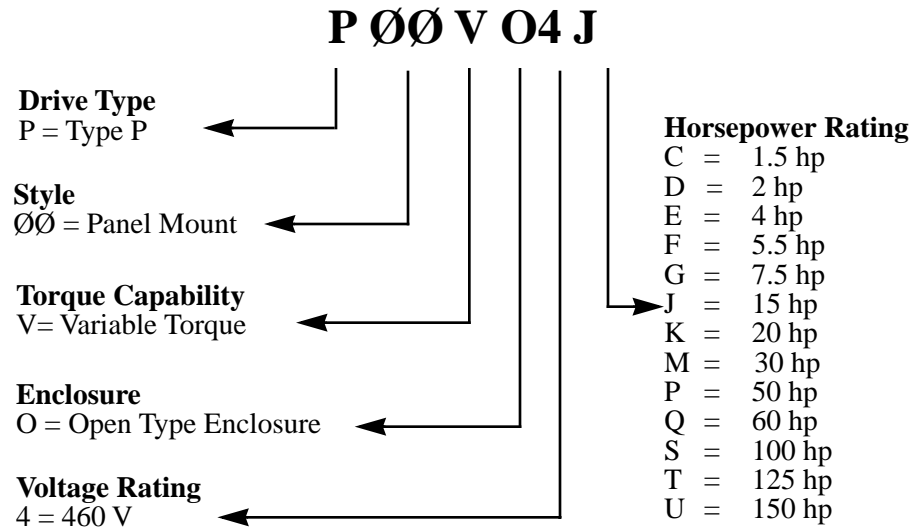 P ØØ V O4 J
Drive Type
P = Type P
Style
ØØ = Panel Mount
Torque Capability
V= Variable Torque
Enclosure
O = Open Type Enclosure
Voltage Rating
4 = 460 V
Horsepower Rating
C = 1.5 hp
D = 2 hp
E = 4 hp
F = 5.5 hp
G = 7.5 hp
J = 15 hp
K = 20 hp
M = 30 hp
P = 50 hp
Q = 60 hp
S = 100 hp
T = 125 hp
U = 150 hp